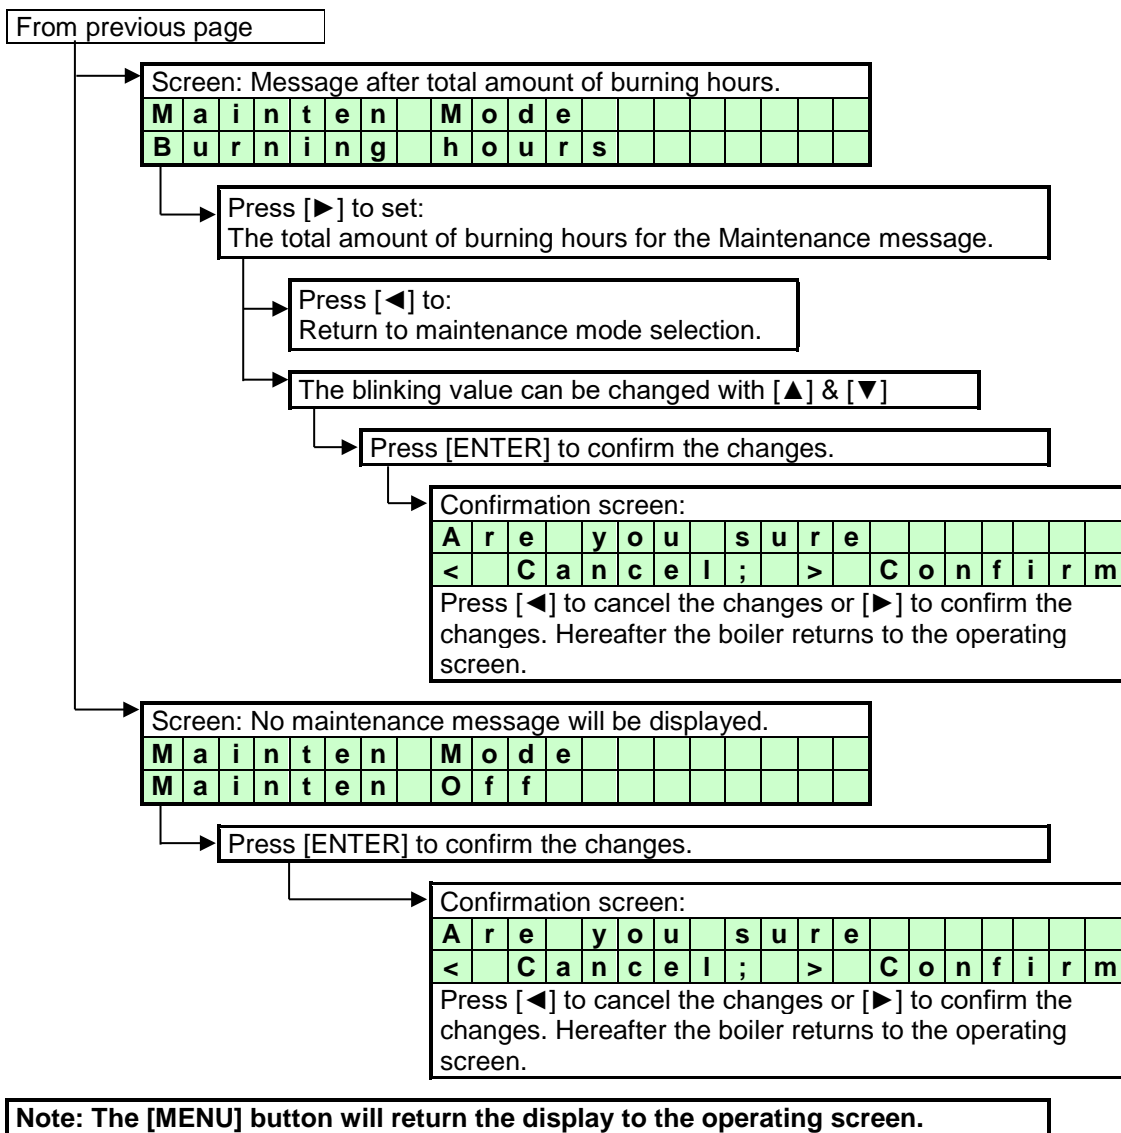 From previous page
Screen: Message after total amount of burning hours.
Mainten Mode
Burning hours
Press [►] to set:
The total amount of burning hours for the Maintenance message.
Press [◄] to:
Return to maintenance mode selection.
The blinking value can be changed with [▲] & [▼]
Press [ENTER] to confirm the changes.
Confirmation screen:
Are you sure
< Cancel; > Confirm
Press [◄] to cancel the changes or [►] to confirm the
changes. Hereafter the boiler returns to the operating
screen.
Screen: No maintenance message will be displayed.
Mainten Mode
Mainten Off
Press [ENTER] to confirm the changes.
Confirmation screen:
Are you sure
< Cancel; > Confirm
Press [◄] to cancel the changes or [►] to confirm the
changes. Hereafter the boiler returns to the operating
screen.
Note: The [MENU] button will return the display to the operating screen.